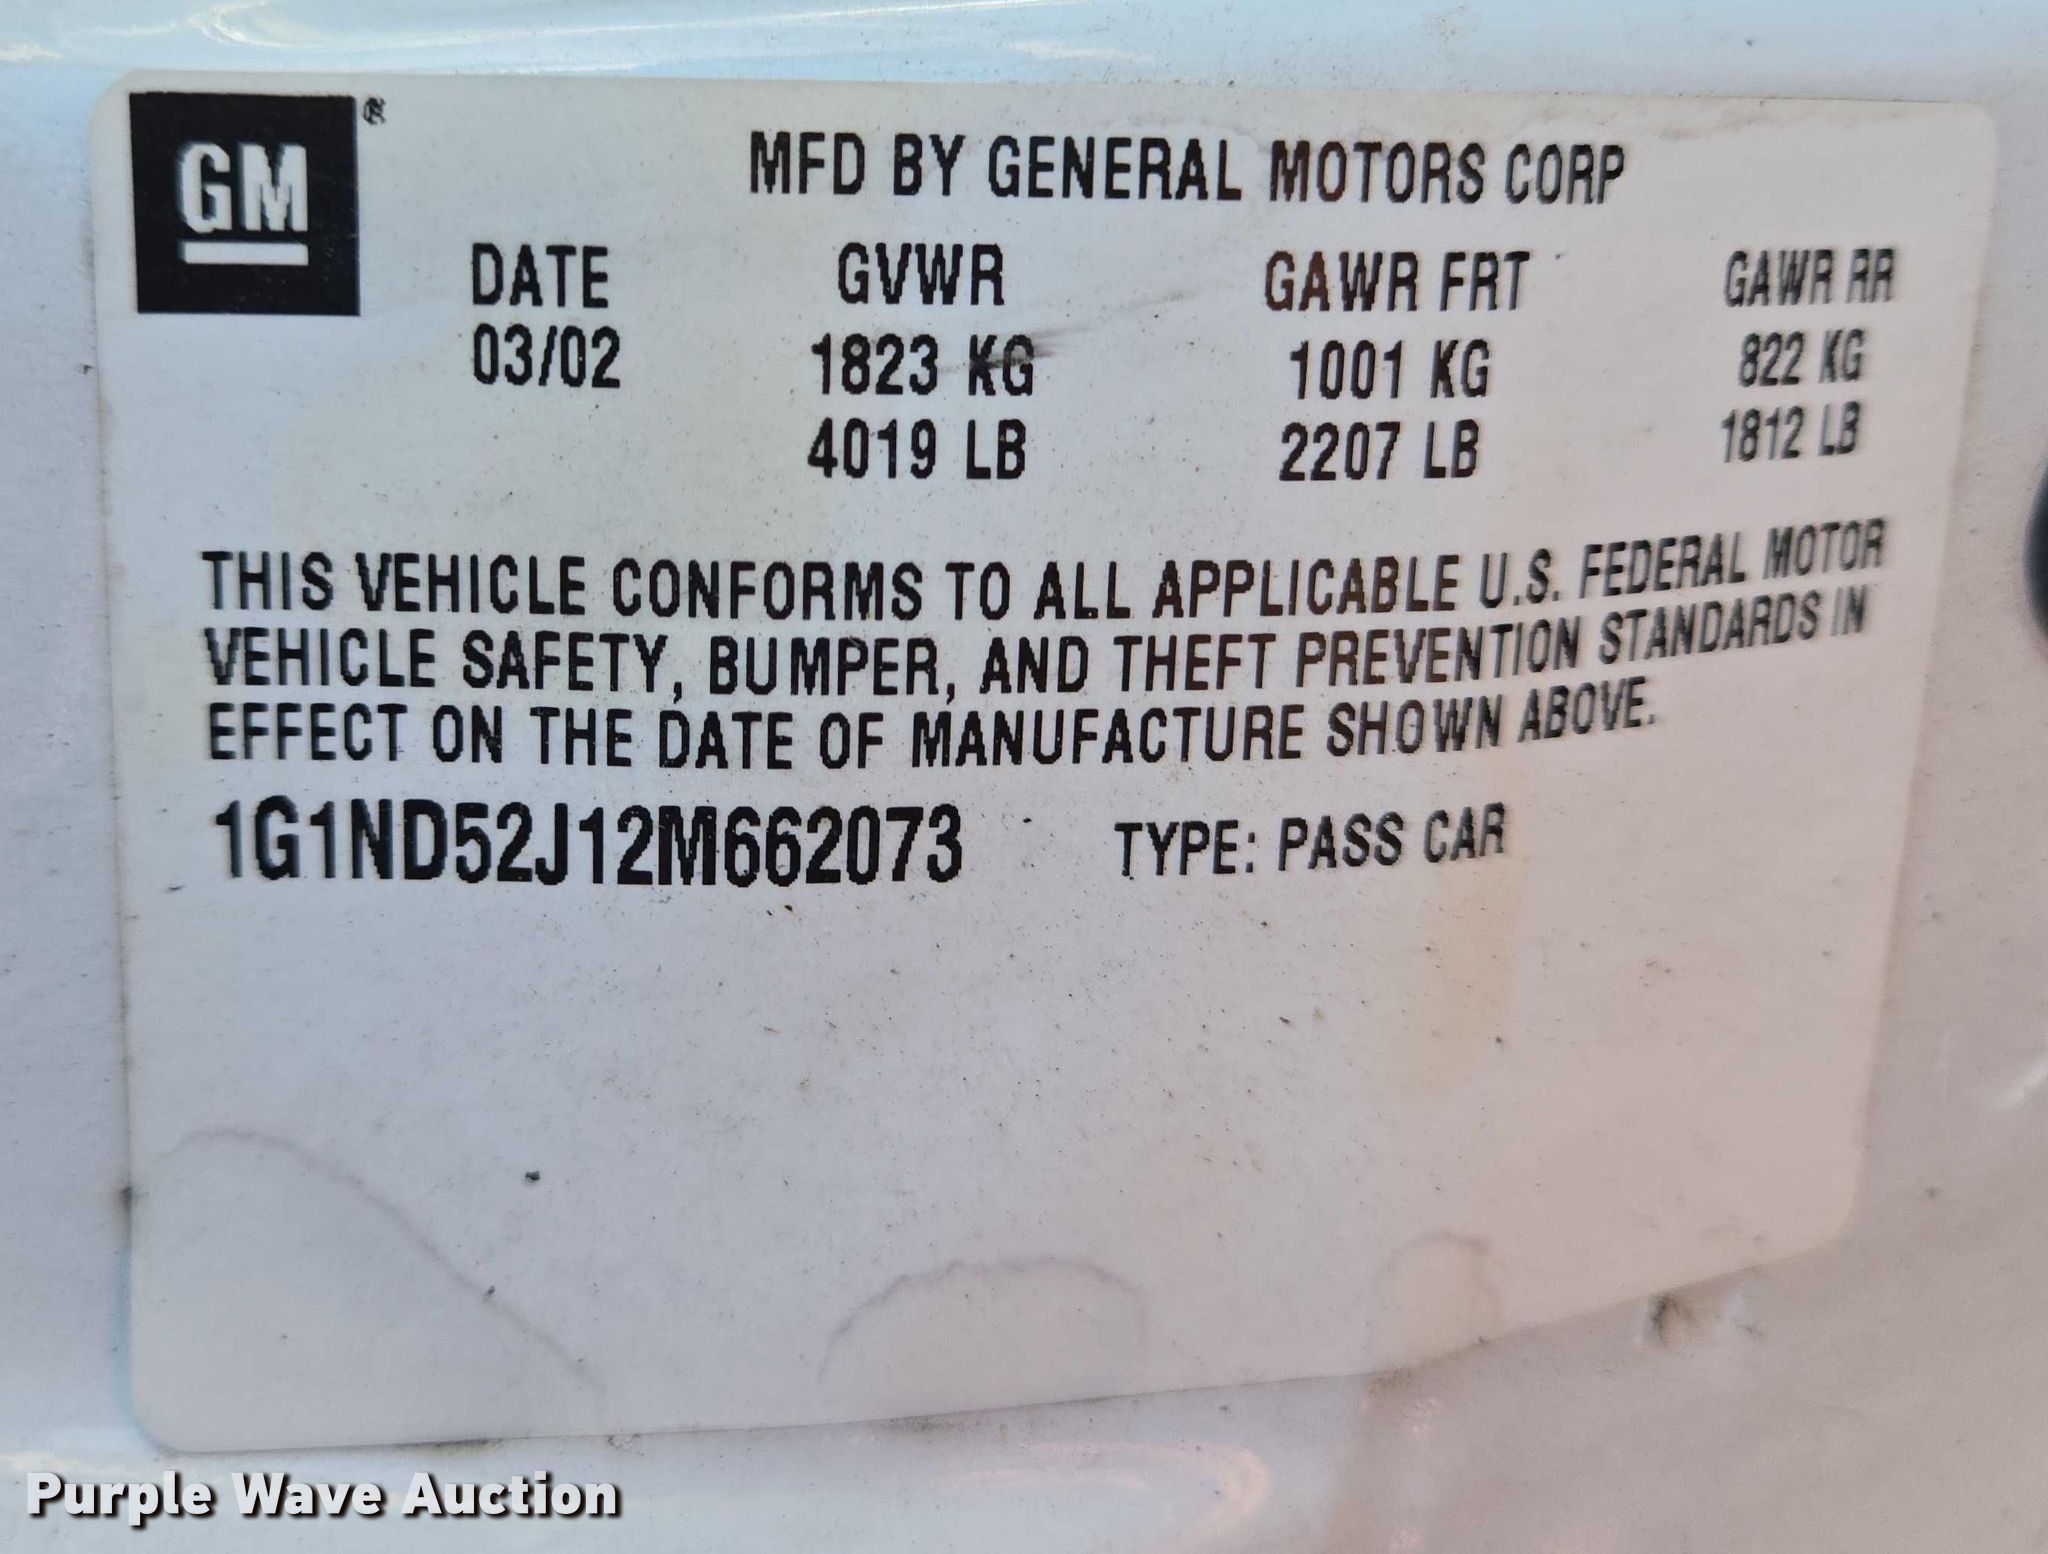 GM®
MFD BY GENERAL MOTORS CORP
DATE GVWR GAWR FRT GAWR RR
03/02 1823 KG 1001 KG 822 KG
4019 LB 2207 LB 1812 LB
THIS VEHICLE CONFORMS TO ALL APPLICABLE U.S. FEDERAL MOTOR
VEHICLE SAFETY, BUMPER, AND THEFT PREVENTION STANDARDS IN
EFFECT ON THE DATE OF MANUFACTURE SHOWN ABOVE.
1G1ND52J12M662073 TYPE: PASS CAR
Purple Wave Auction